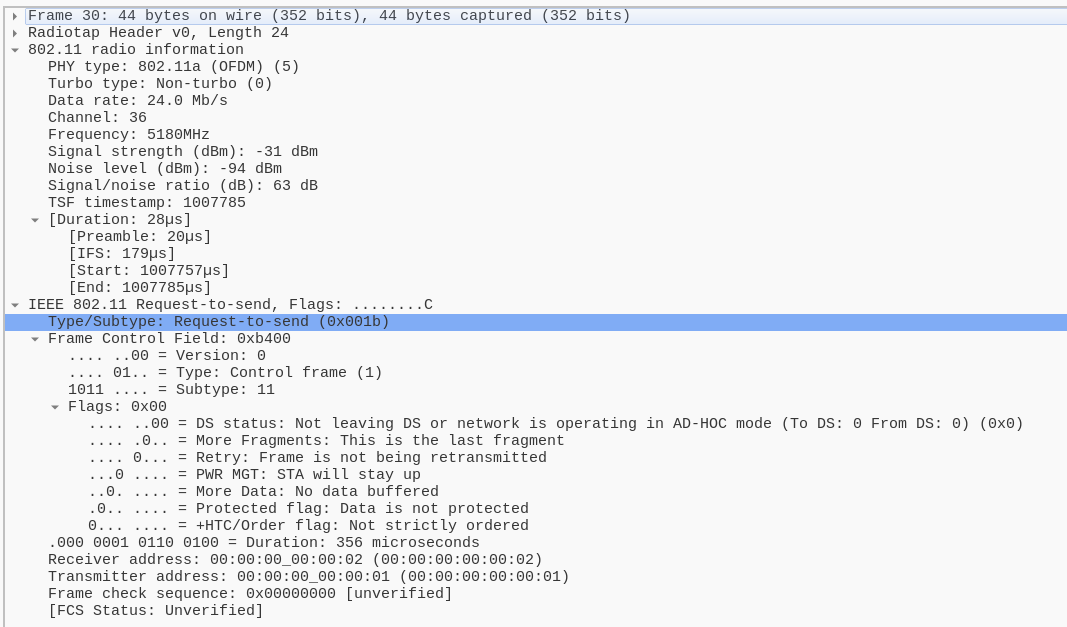 Frame 30: 44 bytes on wire (352 bits), 44 bytes captured (352 bits)
Radiotap Header v0, Length 24
802.11 radio information
PHY type: 802.11a (OFDM) (5)
Turbo type: Non-turbo (0)
Data rate: 24.0 Mb/s
Channel: 36
Frequency: 5180MHz
Signal strength (dBm): -31 dBm
Noise level (dBm): -94 dBm
Signal/noise ratio (dB): 63 dB
TSF timestamp: 1007785
[Duration: 28µs]
[Preamble: 20µs]
[IFS: 179µs]
[Start: 1007757µs]
[End: 1007785µs]
IEEE 802.11 Request-to-send, Flags: ........C
Type/Subtype: Request-to-send (0x001b)
Frame Control Field: 0xb400
.... ..00 = Version: 0
.... 01.. = Type: Control frame (1)
1011 .... = Subtype: 11
Flags: 0x00
.... ..00 = DS status: Not leaving DS or network is operating in AD-HOC mode (To DS: 0 From DS: 0) (0x0)
.... .0.. = More Fragments: This is the last fragment
.... 0... = Retry: Frame is not being retransmitted
...0 .... = PWR MGT: STA will stay up
..0. .... = More Data: No data buffered
.0.. .... = Protected flag: Data is not protected
0... .... = +HTC/Order flag: Not strictly ordered
.000 0001 0110 0100 = Duration: 356 microseconds
Receiver address: 00:00:00_00:00:02 (00:00:00:00:00:02)
Transmitter address: 00:00:00_00:00:01 (00:00:00:00:00:01)
Frame check sequence: 0x00000000 [unverified]
[FCS Status: Unverified]